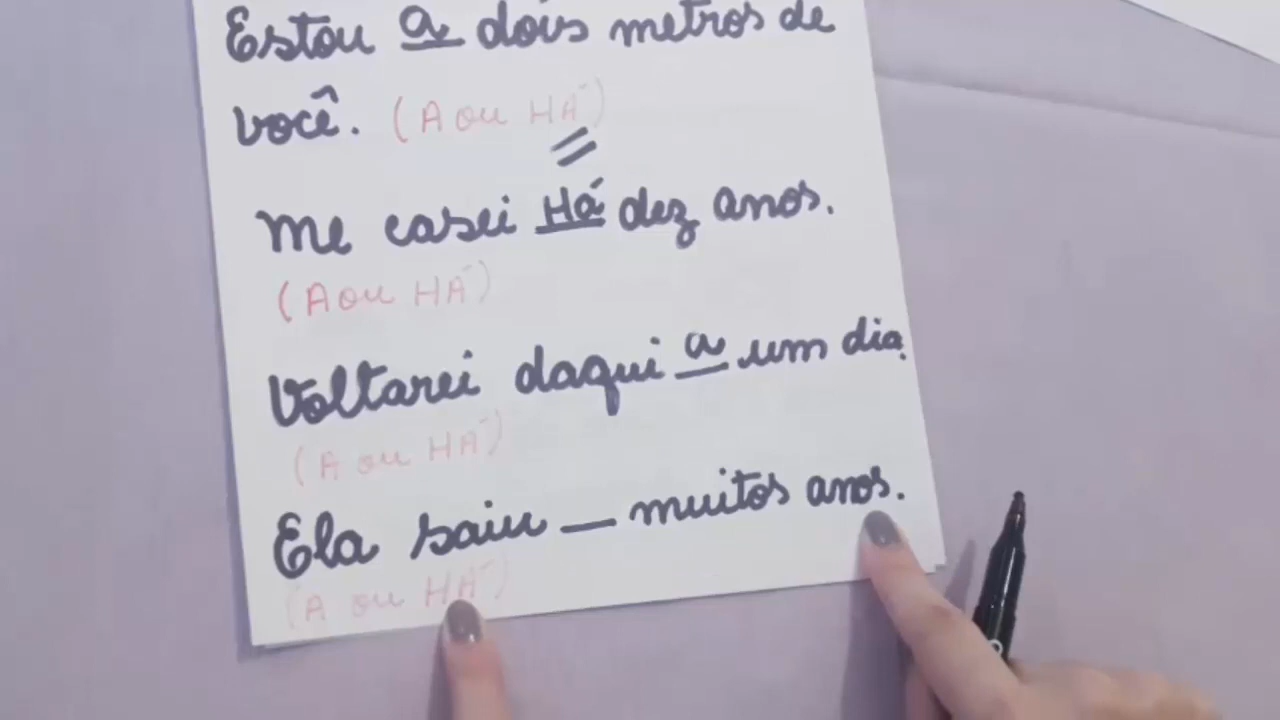 Estou a dois metros de
você. (A ou HÁ)
Me casei Há dez anos.
(A ou HÁ)
Voltarei daqui a um dia.
(A ou HÁ)
Ela saiu __ muitos anos.
(A ou HÁ)